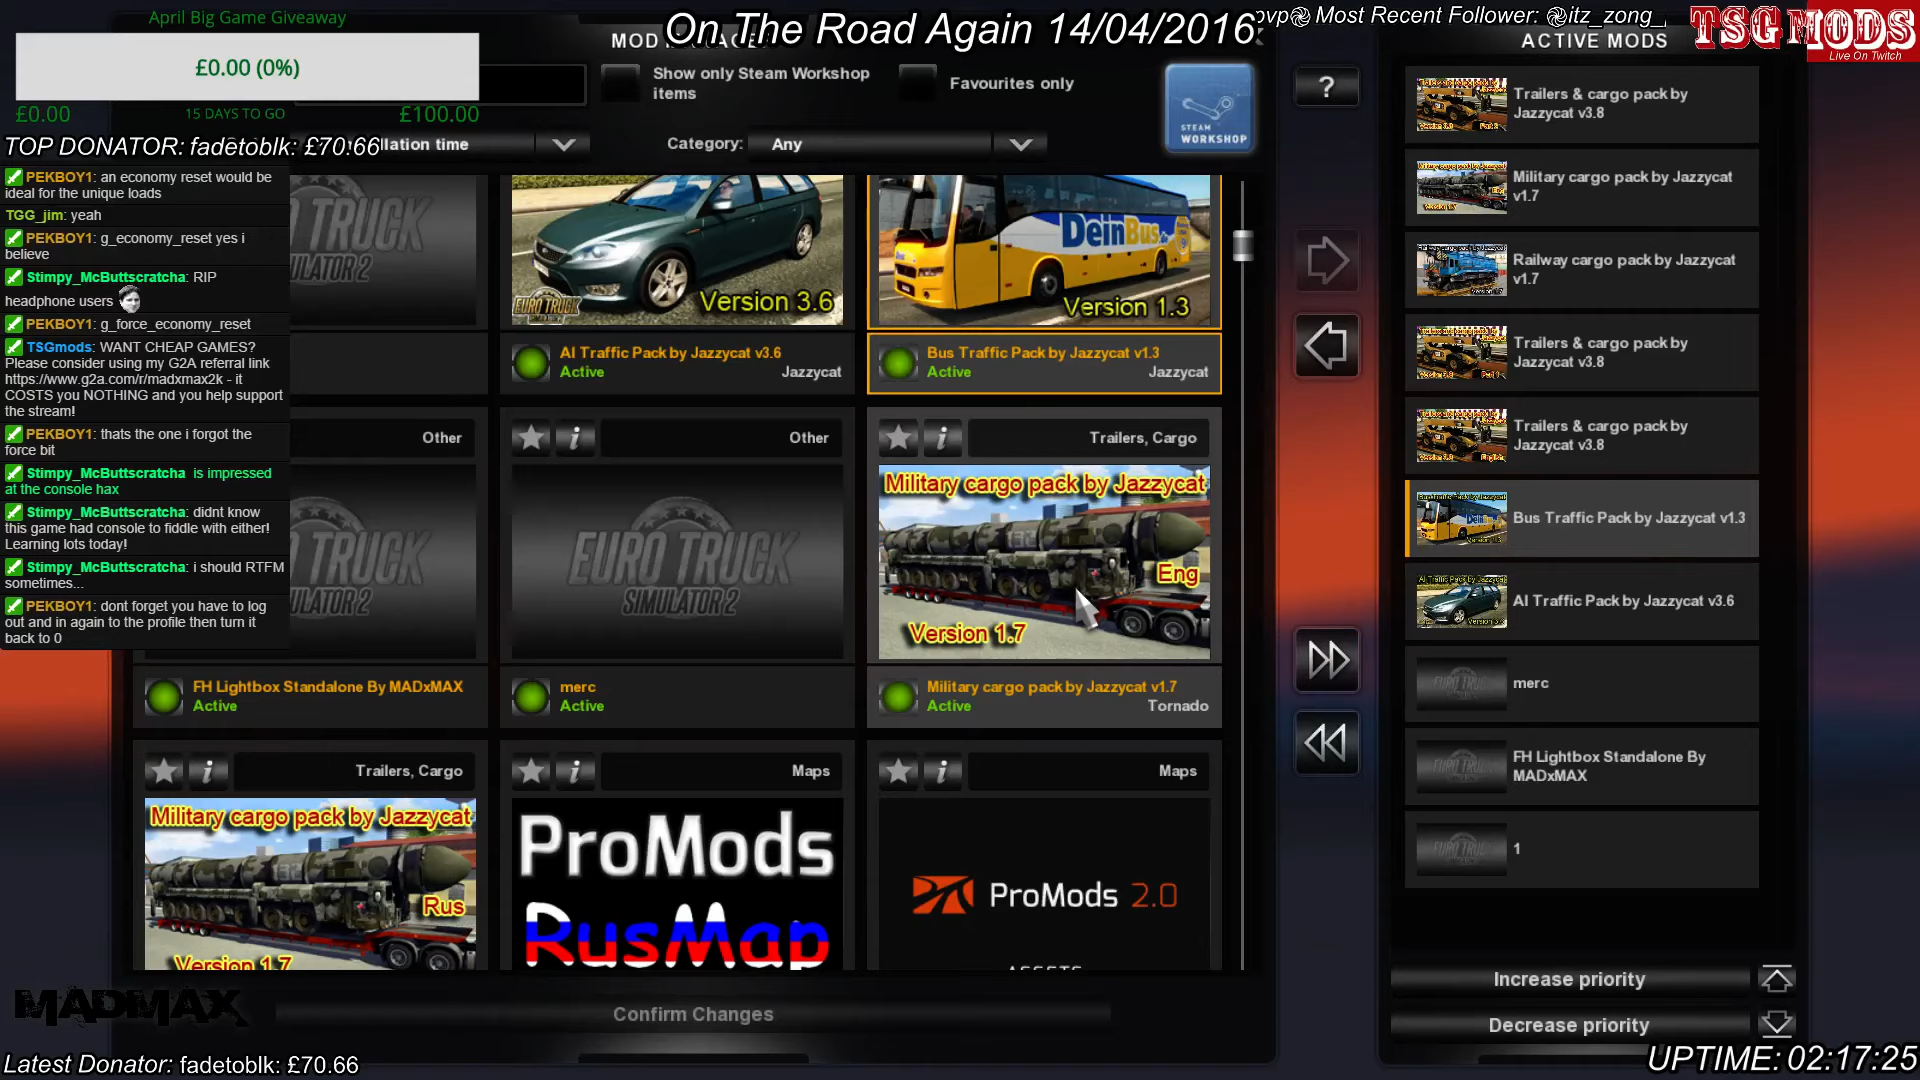 April Big Game Giveaway
£0.00 (0%)
£0.00
15 DAYS TO GO
£100.00
TOP DONATOR: fadetoblk: £70.66
On The Road Again 14/04/2016
Most Recent Follower: @itz_zong_
TSGMODS
Live On Twitch
ACTIVE MODS
Show only Steam Workshop
items
Favourites only
STEAM
WORKSHOP
?
Category:
Any
PEKBOY1: an economy reset would be
ideal for the unique loads
TGG_jim: yeah
PEKBOY1: g_economy_reset yes i
believe
Stimpy_McButtscratcha: RIP
headphone users
PEKBOY1: g_force_economy_reset
TSGmods: WANT CHEAP GAMES?
Please consider using my G2A referral link
https://www.g2a.com/r/madxmax2k - it
COSTS you NOTHING and you help support
the stream!
PEKBOY1: thats the one i forgot the
force bit
Stimpy_McButtscratcha is impressed
at the console hax
Stimpy_McButtscratcha: didnt know
this game had console to fiddle with either!
Learning lots today!
Stimpy_McButtscratcha: i should RTFM
sometimes...
PEKBOY1: dont forget you have to log
out and in again to the profile then turn it
back to 0
EURO TRUCK
Version 3.6
DeinBus
Version 1.3
AI Traffic Pack by Jazzycat v3.6
Active
Jazzycat
Bus Traffic Pack by Jazzycat v1.3
Active
Jazzycat
Other
Other
Trailers, Cargo
EURO TRUCK
SIMULATOR 2
Military cargo pack by Jazzycat
Eng
Version 1.7
FH Lightbox Standalone By MADxMAX
Active
merc
Active
Military cargo pack by Jazzycat v1.7
Active
Tornado
Trailers, Cargo
Maps
Maps
Military cargo pack by Jazzycat
Rus
Version 1.7
ProMods
RusMap
ProMods 2.0
ASSETS
Confirm Changes
MADMAX
Latest Donator: fadetoblk: £70.66
Trailers & cargo pack by
Jazzycat v3.8
Military cargo pack by Jazzycat
v1.7
Railway cargo pack by Jazzycat
v1.7
Trailers & cargo pack by
Jazzycat v3.8
Trailers & cargo pack by
Jazzycat v3.8
Bus Traffic Pack by Jazzycat v1.3
AI Traffic Pack by Jazzycat v3.6
merc
FH Lightbox Standalone By
MADxMAX
1
Increase priority
Decrease priority
UPTIME: 02:17:25